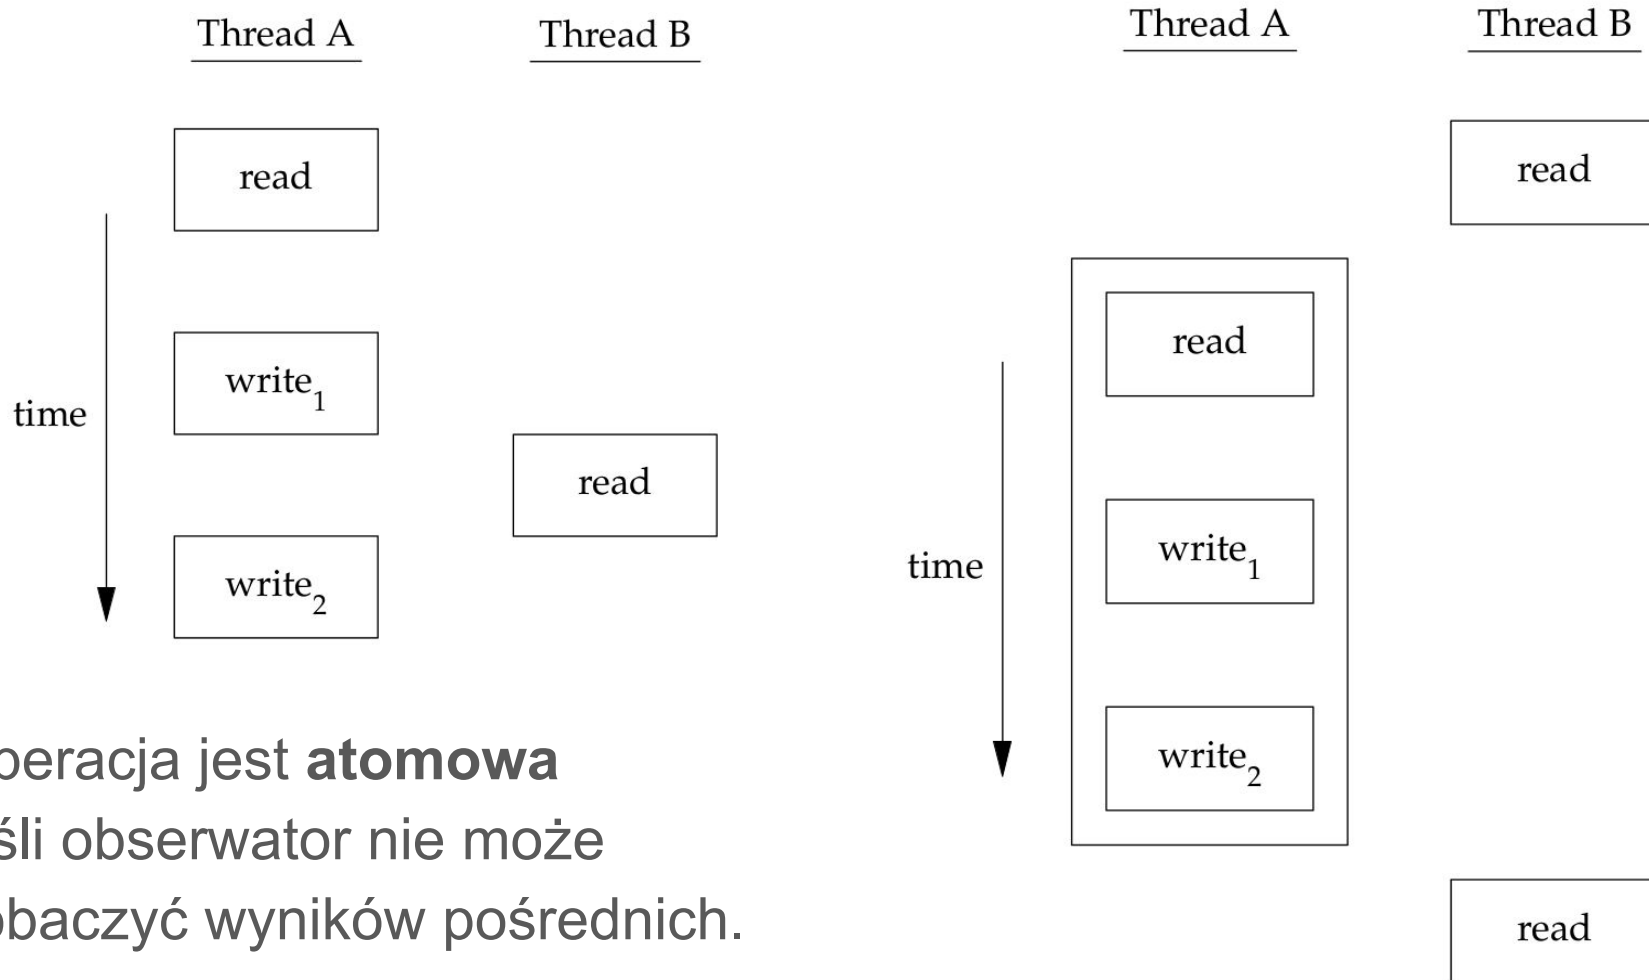 Thread A
Thread B
read
write1
time
read
write2
peracja jest atomowa
śli obserwator nie może
obaczyć wyników pośrednich.
Thread A
Thread B
read
read
write1
time
write2
read